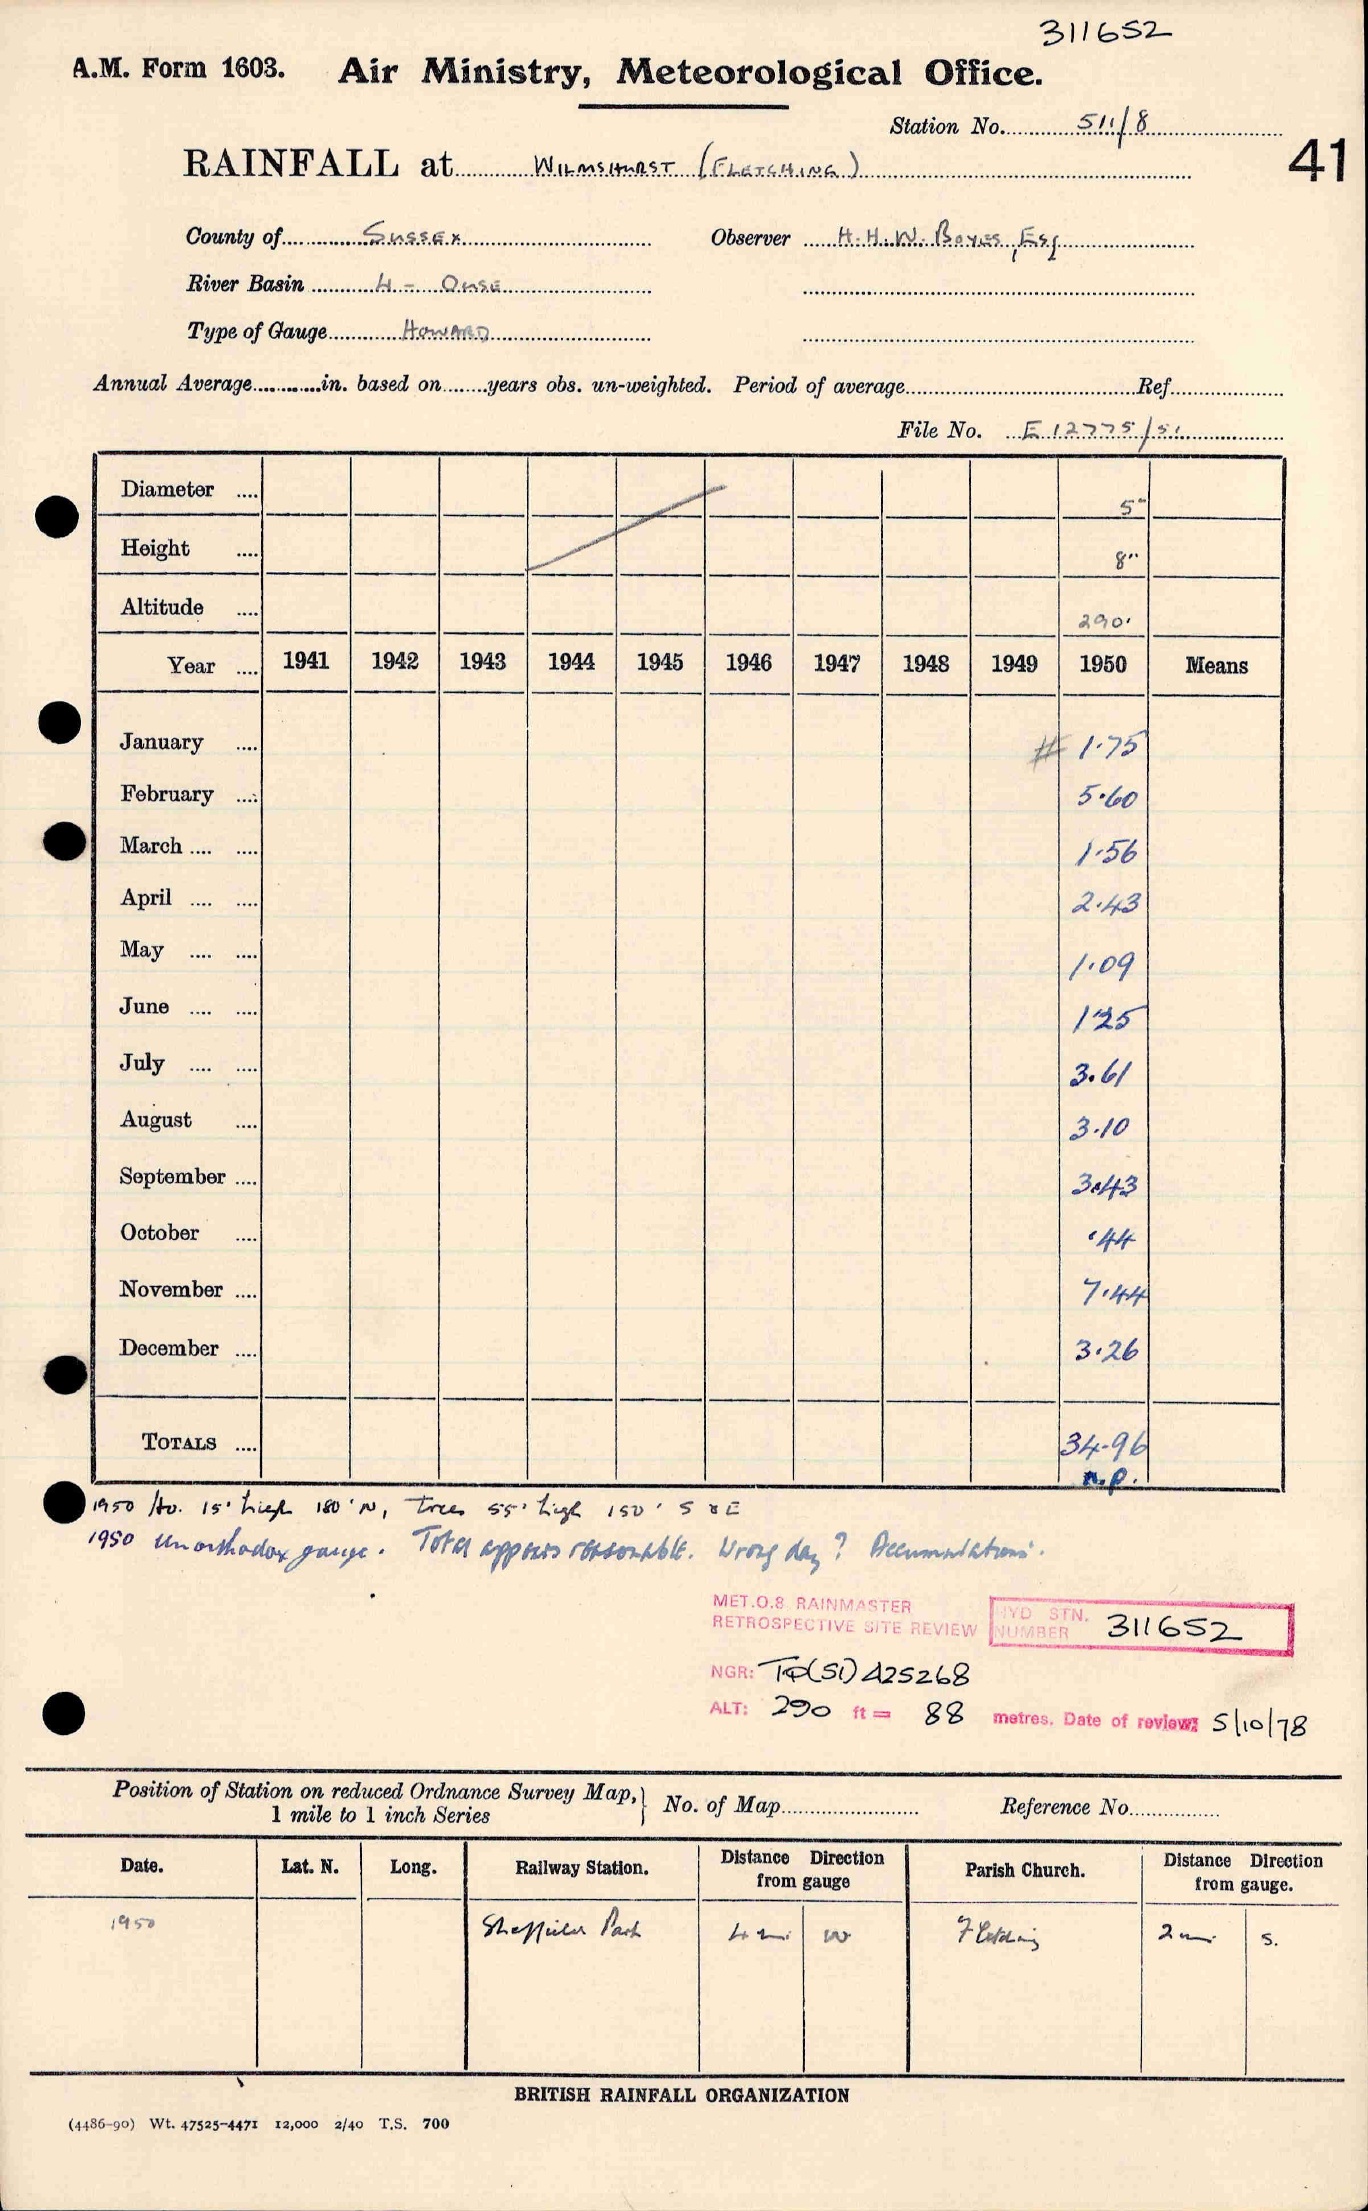 311652
A.M. Form 1603. Air Ministry, Meteorological Office.
Station No. 511/8
41
RAINFALL at WILMSHURST (FLETCHING)
County of SUSSEX Observer H.H.W. BOYES, Esq
River Basin 4 - OUSE
Type of Gauge HOWARD
Annual Average............in. based on........years obs. un-weighted. Period of average........Ref........
File No. E 12775/51
Diameter .... 5"
Height .... 8"
Altitude .... 290'
Year .... 1941 1942 1943 1944 1945 1946 1947 1948 1949 1950 Means
January .... # 1.75
February .... 5.60
March .... .... 1.56
April .... .... 2.43
May .... .... 1.09
June .... .... 1.25
July .... .... 3.61
August .... 3.10
September .... 3.43
October .... .44
November .... 7.44
December .... 3.26
TOTALS .... 34.96
n.p.
1950 Ho. 15' high 180' N, trees 55' high 150' S & E
1950 Unorthodox gauge. Total appears reasonable. Wrong day? Accumulations.
MET.O.8 RAINMASTER
RETROSPECTIVE SITE REVIEW
HYD STN. NUMBER 311652
NGR: TQ(51)425268
ALT: 290 ft = 88 metres. Date of review: 5/10/78
Position of Station on reduced Ordnance Survey Map, 1 mile to 1 inch Series } No. of Map........ Reference No........
Date. Lat. N. Long. Railway Station. Distance Direction from gauge Parish Church. Distance Direction from gauge.
1950 Sheffield Park 4 mi W Fletching 2 mi S.
BRITISH RAINFALL ORGANIZATION
(4486-90) Wt. 47525-4471 12,000 2/40 T.S. 700